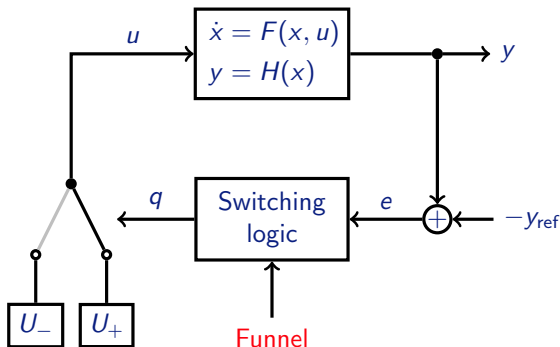 u
ẋ = F(x, u)
y = H(x)
y
q
Switching
logic
e
+
−y_ref
U_−
U_+
Funnel